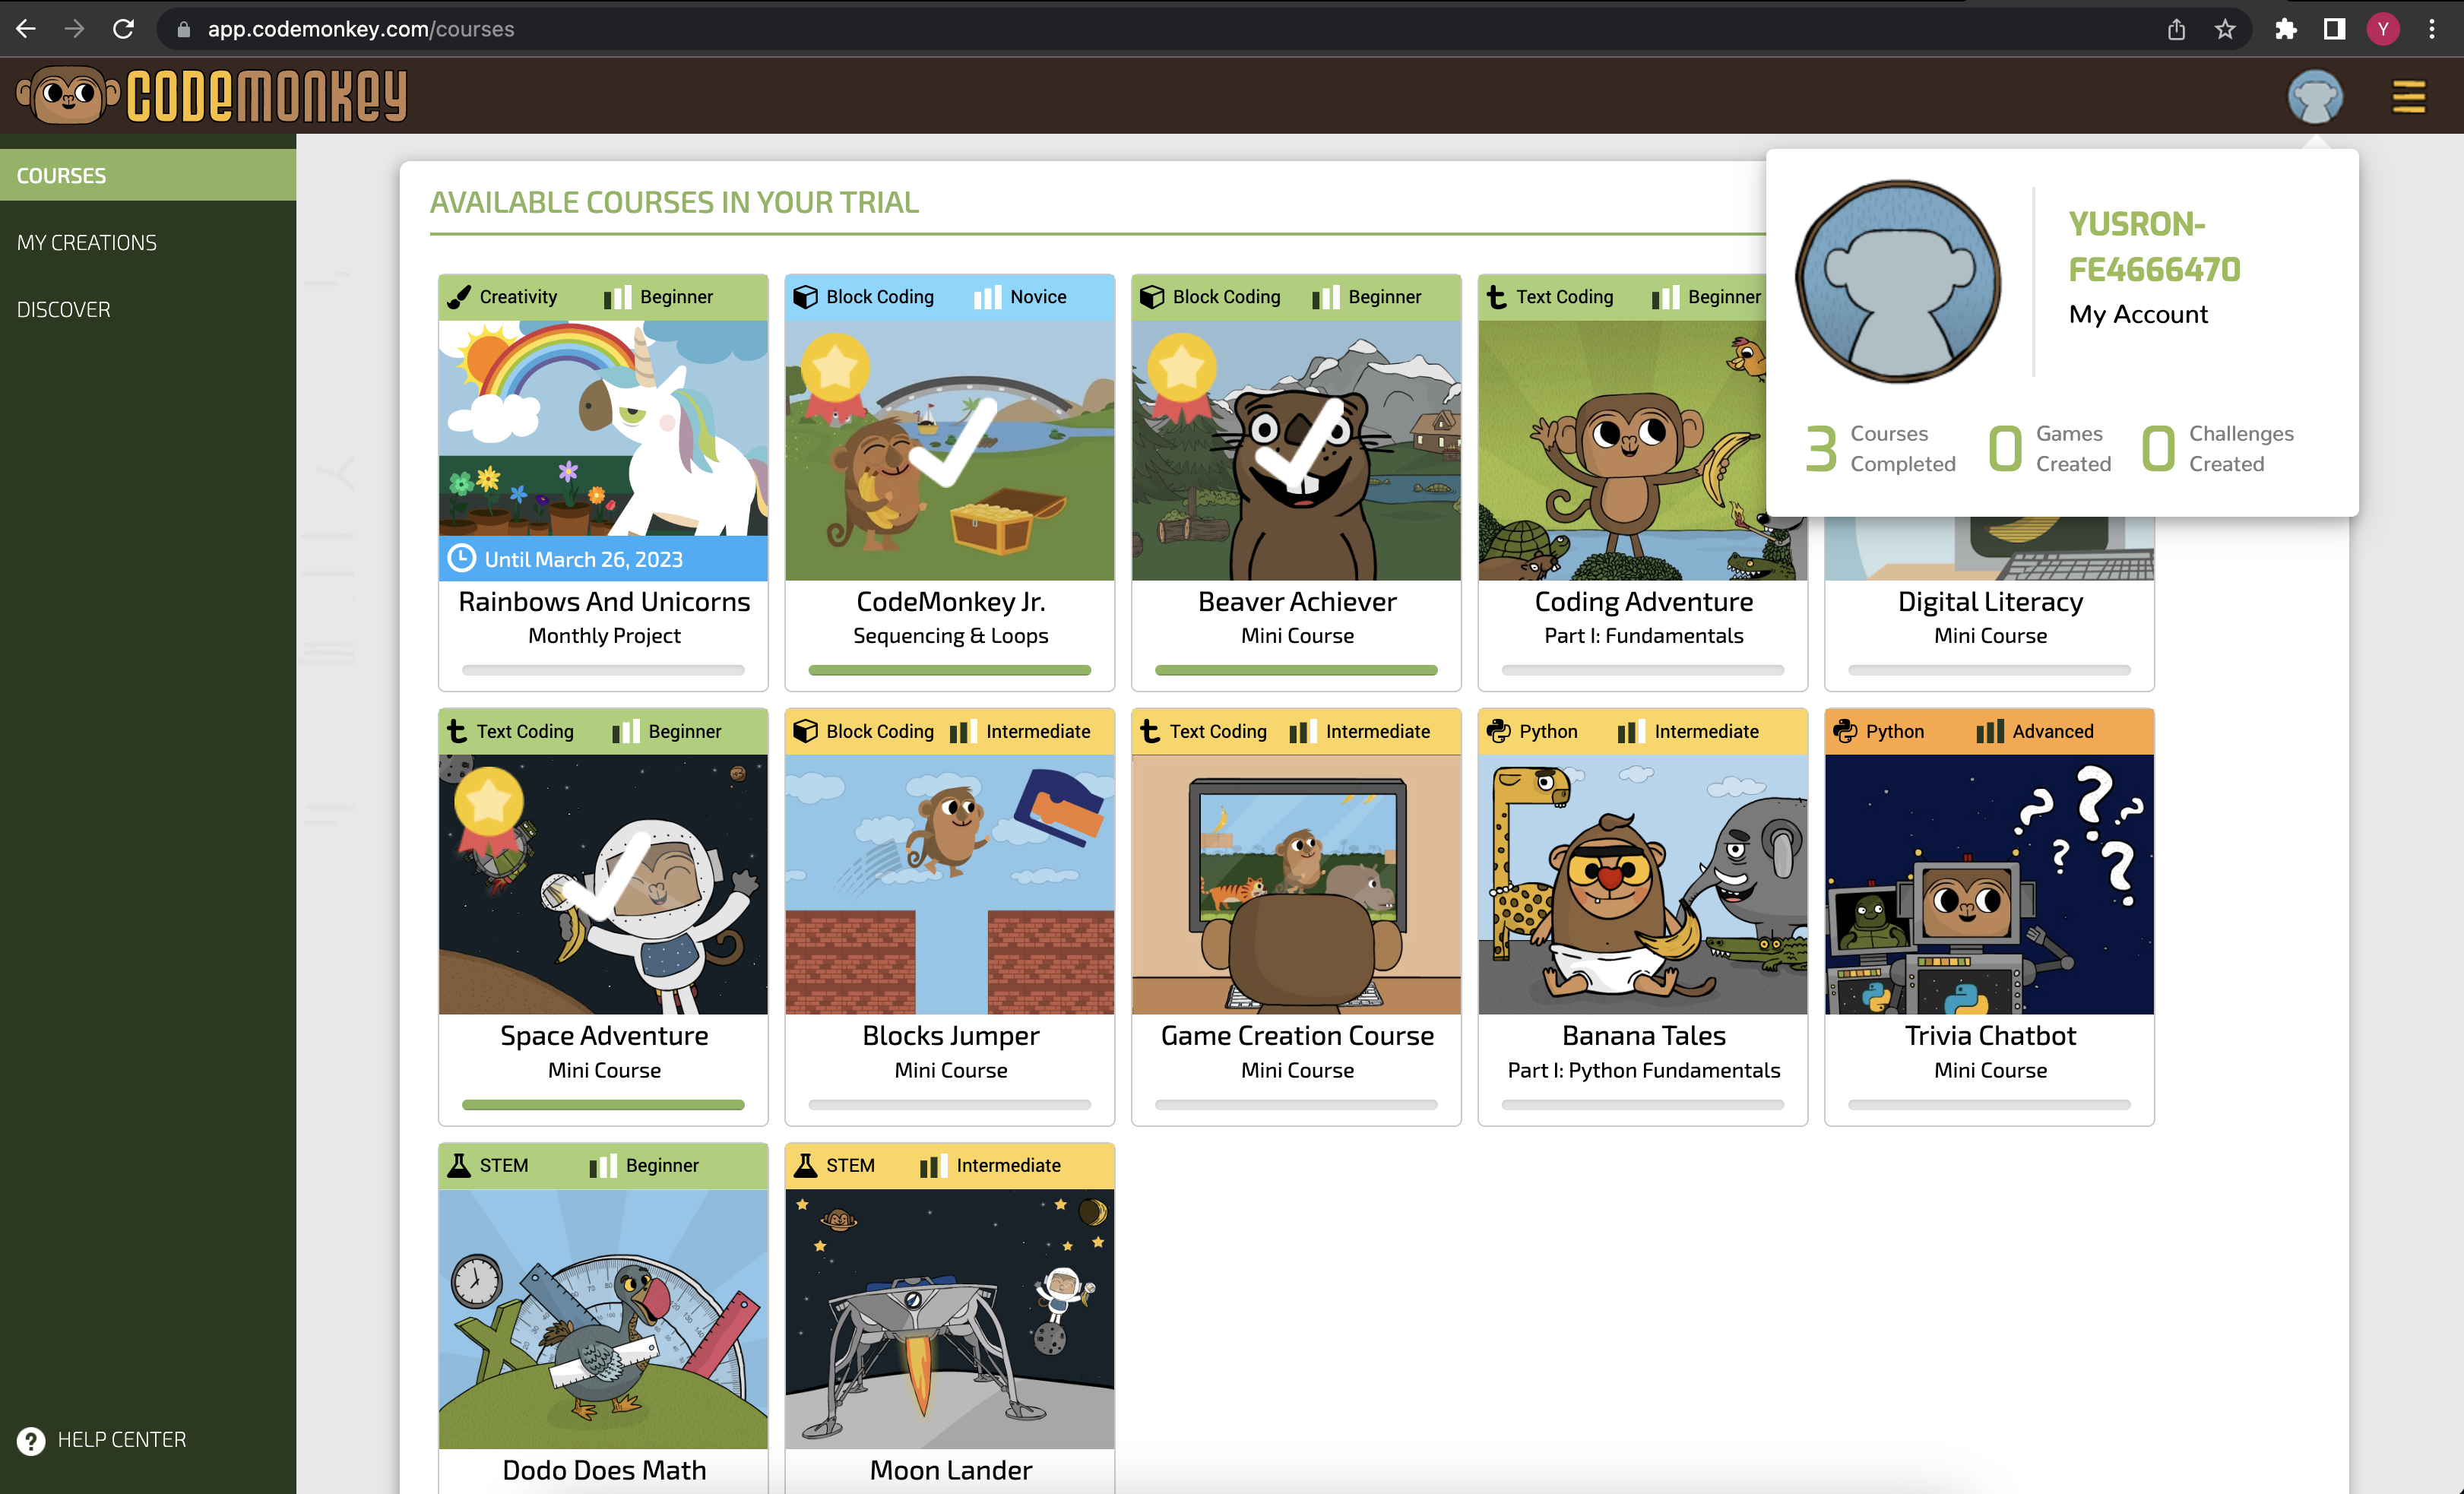 app.codemonkey.com/courses
Y
CODEMONKEY
COURSES
MY CREATIONS
DISCOVER
HELP CENTER
AVAILABLE COURSES IN YOUR TRIAL
YUSRON-
FE4666470
My Account
3 Courses Completed
0 Games Created
0 Challenges Created
Creativity Beginner
Until March 26, 2023
Rainbows And Unicorns
Monthly Project
Block Coding Novice
CodeMonkey Jr.
Sequencing & Loops
Block Coding Beginner
Beaver Achiever
Mini Course
Text Coding Beginner
Coding Adventure
Part I: Fundamentals
Digital Literacy
Mini Course
Text Coding Beginner
Space Adventure
Mini Course
Block Coding Intermediate
Blocks Jumper
Mini Course
Text Coding Intermediate
Game Creation Course
Mini Course
Python Intermediate
Banana Tales
Part I: Python Fundamentals
Python Advanced
Trivia Chatbot
Mini Course
STEM Beginner
Dodo Does Math
STEM Intermediate
Moon Lander